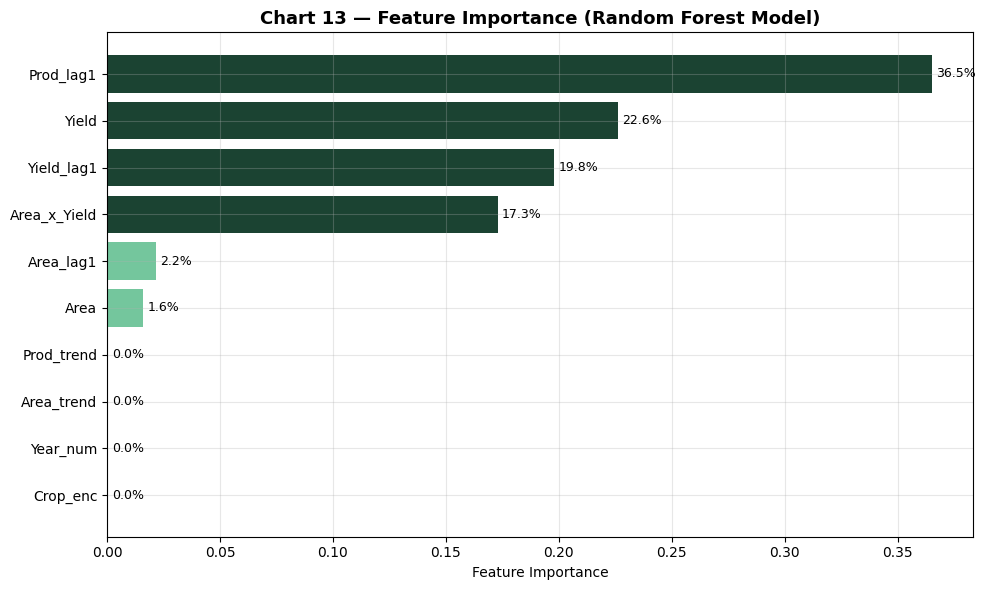 Chart 13 — Feature Importance (Random Forest Model)
Prod_lag1 36.5%
Yield 22.6%
Yield_lag1 19.8%
Area_x_Yield 17.3%
Area_lag1 2.2%
Area 1.6%
Prod_trend 0.0%
Area_trend 0.0%
Year_num 0.0%
Crop_enc 0.0%
0.00 0.05 0.10 0.15 0.20 0.25 0.30 0.35
Feature Importance